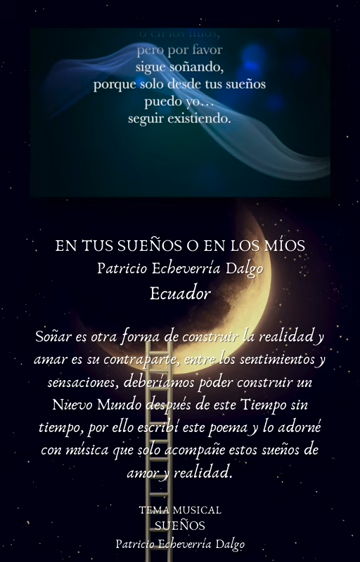 o en los míos,
pero por favor
sigue soñando,
porque solo desde tus sueños
puedo yo...
seguir existiendo.
EN TUS SUEÑOS O EN LOS MÍOS
Patricio Echeverría Dalgo
Ecuador
Soñar es otra forma de construir la realidad y
amar es su contraparte, entre los sentimientos y
sensaciones, deberíamos poder construir un
Nuevo Mundo después de este Tiempo sin
tiempo, por ello escribí este poema y lo adorné
con música que solo acompañe estos sueños de
amor y realidad.
TEMA MUSICAL
SUEÑOS
Patricio Echeverría Dalgo